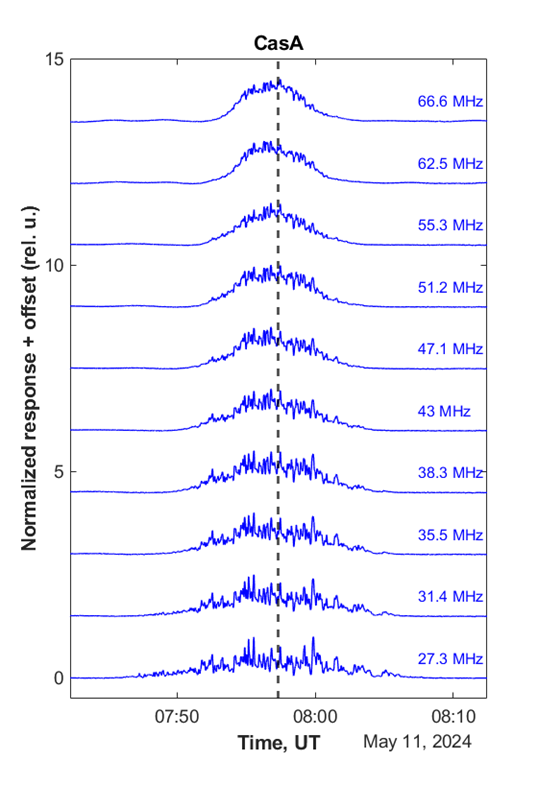 CasA
15
66.6 MHz
62.5 MHz
55.3 MHz
10
51.2 MHz
47.1 MHz
43 MHz
5
38.3 MHz
35.5 MHz
31.4 MHz
27.3 MHz
0
Normalized response + offset (rel. u.)
07:50 08:00 08:10
Time, UT May 11, 2024